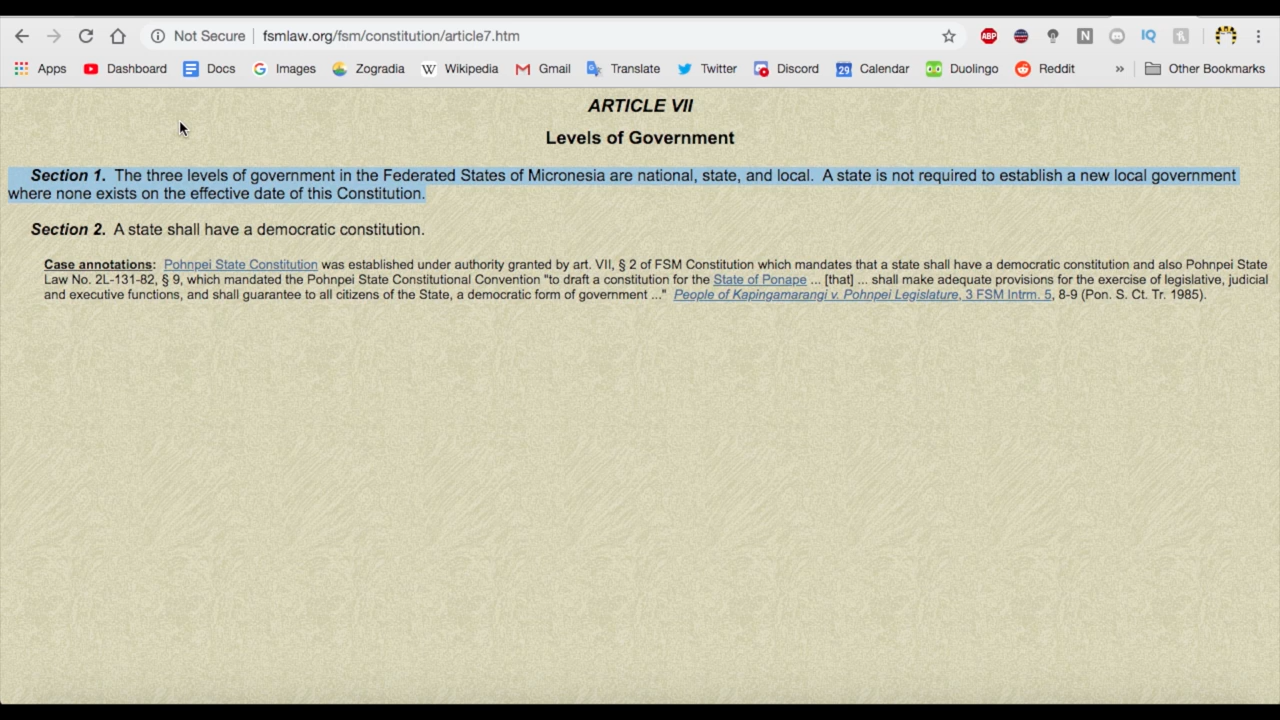 Not Secure fsmlaw.org/fsm/constitution/article7.htm ABP N IQ
Apps Dashboard Docs Images Zogradia W Wikipedia Gmail Translate Twitter Discord 29 Calendar Duolingo Reddit » Other Bookmarks
ARTICLE VII
Levels of Government
Section 1. The three levels of government in the Federated States of Micronesia are national, state, and local. A state is not required to establish a new local government
where none exists on the effective date of this Constitution.
Section 2. A state shall have a democratic constitution.
Case annotations: Pohnpei State Constitution was established under authority granted by art. VII, § 2 of FSM Constitution which mandates that a state shall have a democratic constitution and also Pohnpei State
Law No. 2L-131-82, § 9, which mandated the Pohnpei State Constitutional Convention "to draft a constitution for the State of Ponape ... [that] ... shall make adequate provisions for the exercise of legislative, judicial
and executive functions, and shall guarantee to all citizens of the State, a democratic form of government ..." People of Kapingamarangi v. Pohnpei Legislature, 3 FSM Intrm. 5, 8-9 (Pon. S. Ct. Tr. 1985).